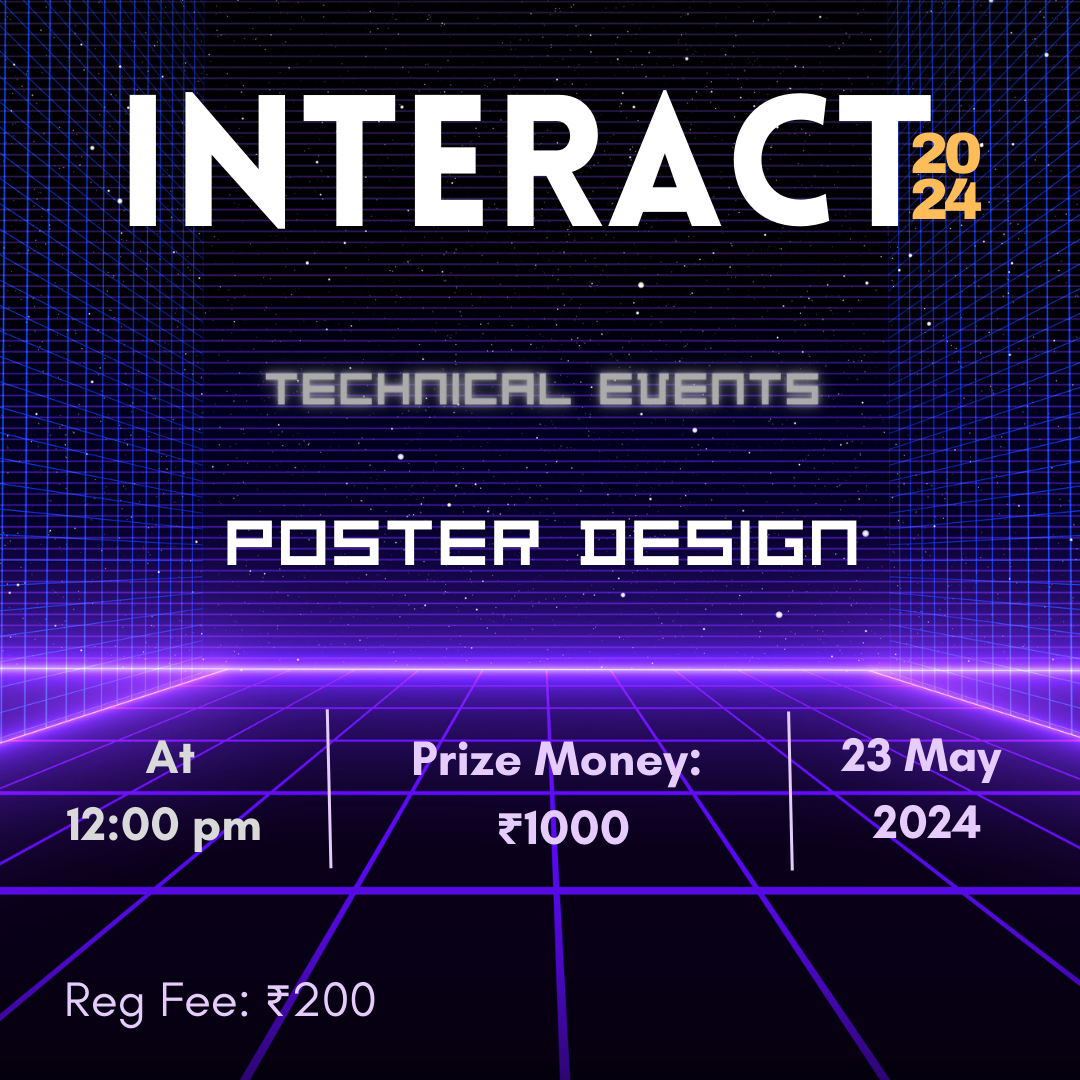 INTERACT
20
24
TECHNICAL EVENTS
POSTER DESIGN
At
12:00 pm
Prize Money:
₹1000
23 May
2024
Reg Fee: ₹200